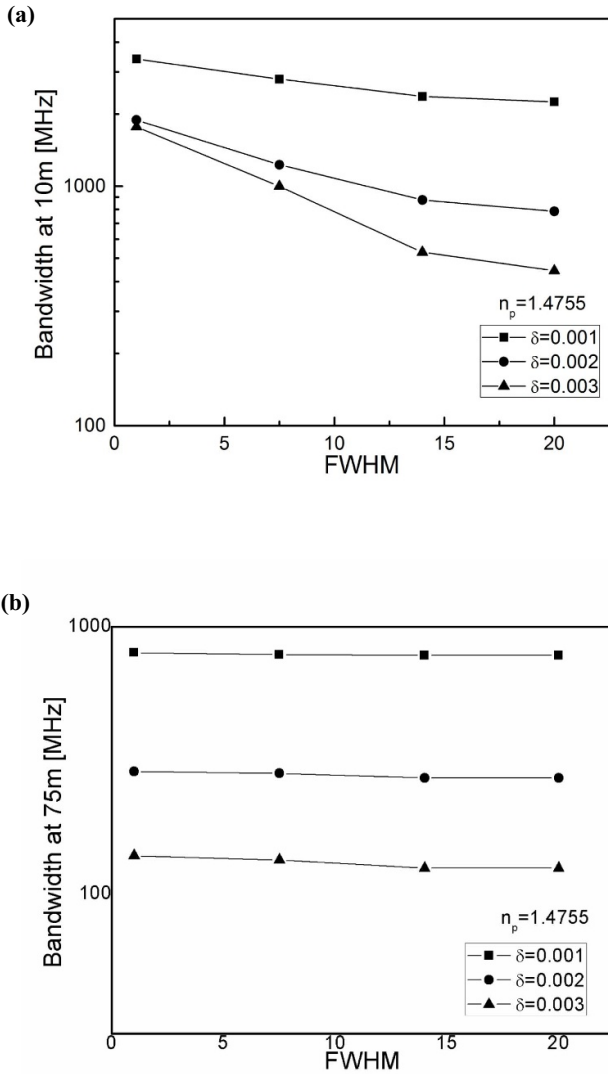 (a)
Bandwidth at 10m [MHz]
1000
100
0 5 10 15 20
FWHM
np=1.4755
δ=0.001
δ=0.002
δ=0.003
(b)
Bandwidth at 75m [MHz]
1000
100
0 5 10 15 20
FWHM
np=1.4755
δ=0.001
δ=0.002
δ=0.003